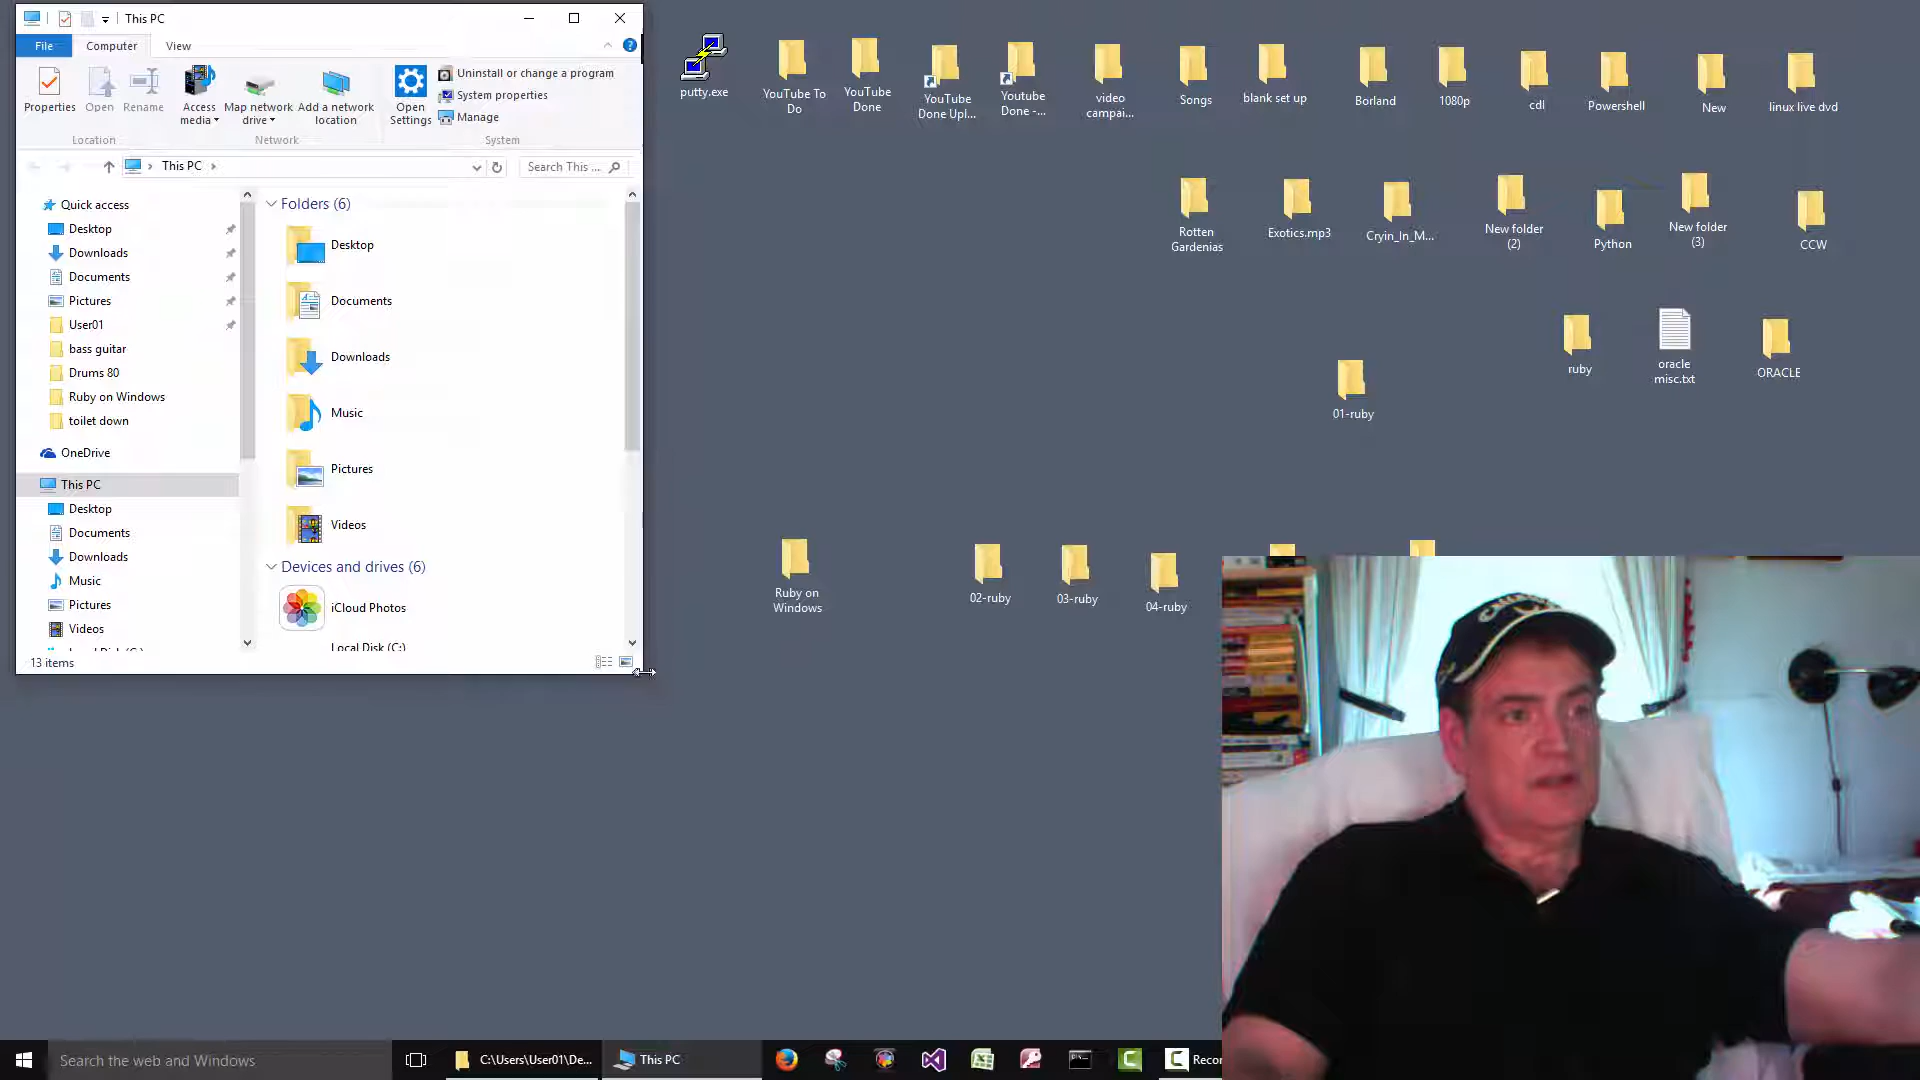 This PC
File
Computer
View
Properties
Open
Rename
Access media
Map network drive
Add a network location
Open Settings
Uninstall or change a program
System properties
Manage
Location
Network
System
This PC
Search This ...
Quick access
Desktop
Downloads
Documents
Pictures
User01
bass guitar
Drums 80
Ruby on Windows
toilet down
OneDrive
This PC
Desktop
Documents
Downloads
Music
Pictures
Videos
Local Disk (C:)
Folders (6)
Desktop
Documents
Downloads
Music
Pictures
Videos
Devices and drives (6)
iCloud Photos
Local Disk (C:)
13 items
putty.exe
YouTube To
Do
YouTube
Done
YouTube
Done Upl...
Youtube
Done -...
video
campai...
Songs
blank set up
Borland
1080p
cdl
Powershell
New
linux live dvd
Rotten
Gardenias
Exotics.mp3
Cryin_In_M...
New folder
(2)
Python
New folder
(3)
CCW
01-ruby
ruby
oracle
misc.txt
ORACLE
Ruby on
Windows
02-ruby
03-ruby
04-ruby
Search the web and Windows
C:\Users\User01\De...
This PC
Recor